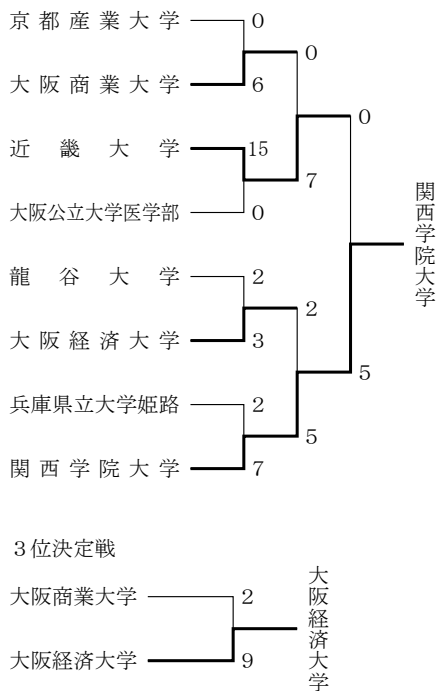 京都産業大学 0
0
大阪商業大学 6
0
近畿大学 15
7
大阪公立大学医学部 0
関西学院大学
龍谷大学 2
2
大阪経済大学 3
5
兵庫県立大学姫路 2
5
関西学院大学 7
3位決定戦
大阪商業大学 2
大阪経済大学
大阪経済大学 9